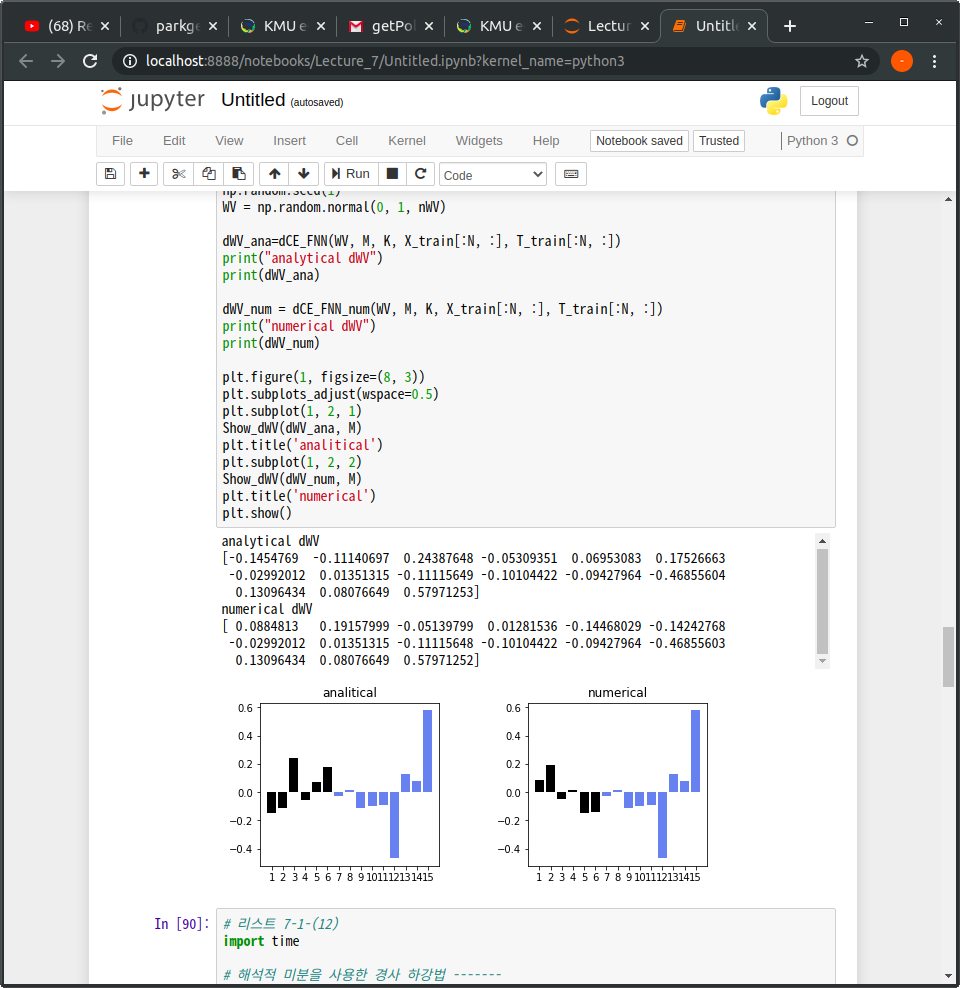 (68) Re
parkge
KMU e
getPol
KMU e
Lectur
Untitl
localhost:8888/notebooks/Lecture_7/Untitled.ipynb?kernel_name=python3
jupyter Untitled (autosaved)
Logout
File Edit View Insert Cell Kernel Widgets Help
Notebook saved Trusted Python 3
Run Code
np.random.seed(1)
WV = np.random.normal(0, 1, nWV)
dWV_ana=dCE_FNN(WV, M, K, X_train[:N, :], T_train[:N, :])
print("analytical dWV")
print(dWV_ana)
dWV_num = dCE_FNN_num(WV, M, K, X_train[:N, :], T_train[:N, :])
print("numerical dWV")
print(dWV_num)
plt.figure(1, figsize=(8, 3))
plt.subplots_adjust(wspace=0.5)
plt.subplot(1, 2, 1)
Show_dWV(dWV_ana, M)
plt.title('analitical')
plt.subplot(1, 2, 2)
Show_dWV(dWV_num, M)
plt.title('numerical')
plt.show()
analytical dWV
[-0.1454769  -0.11140697  0.24387648 -0.05309351  0.06953083  0.17526663
 -0.02992012  0.01351315 -0.11115649 -0.10104422 -0.09427964 -0.46855604
  0.13096434  0.08076649  0.57971253]
numerical dWV
[ 0.0884813   0.19157999 -0.05139799  0.01281536 -0.14468029 -0.14242768
 -0.02992012  0.01351315 -0.11115648 -0.10104422 -0.09427964 -0.46855603
  0.13096434  0.08076649  0.57971252]
analitical
0.6
0.4
0.2
0.0
−0.2
−0.4
1 2 3 4 5 6 7 8 9 10 11 12 13 14 15
numerical
0.6
0.4
0.2
0.0
−0.2
−0.4
1 2 3 4 5 6 7 8 9 10 11 12 13 14 15
In [90]:
# 리스트 7-1-(12)
import time
# 해석적 미분을 사용한 경사 하강법 -------